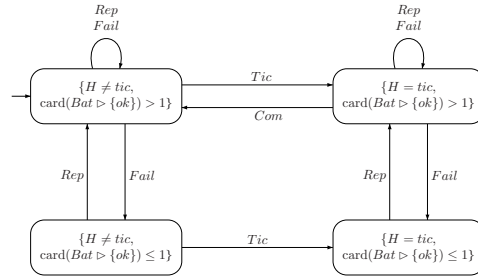 Rep
Fail
Rep
Fail
{H ≠ tic,
card(Bat ▷ {ok}) > 1}
Tic
Com
{H = tic,
card(Bat ▷ {ok}) > 1}
Rep
Fail
Rep
Fail
{H ≠ tic,
card(Bat ▷ {ok}) ≤ 1}
Tic
{H = tic,
card(Bat ▷ {ok}) ≤ 1}